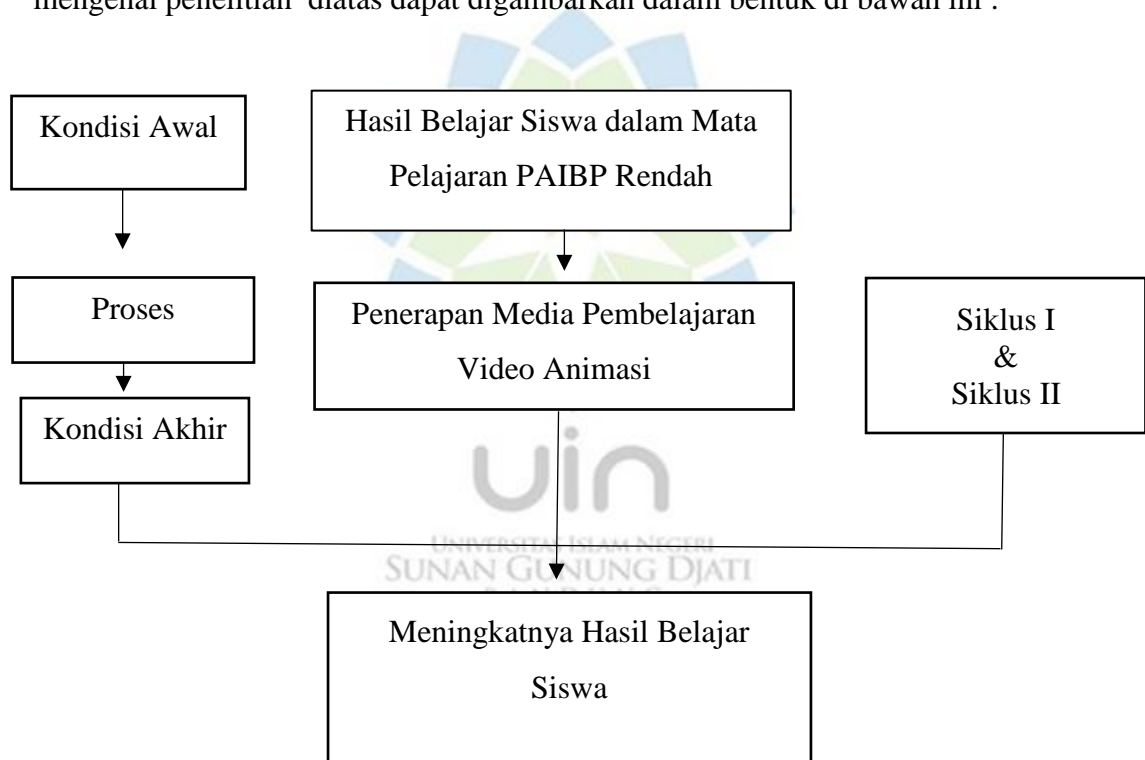 mengenai penelitian diatas dapat digambarkan dalam bentuk di bawah ini :
Kondisi Awal
Hasil Belajar Siswa dalam Mata
Pelajaran PAIBP Rendah
Proses
Penerapan Media Pembelajaran
Video Animasi
Siklus I
&
Siklus II
Kondisi Akhir
uin
UNIVERSITAS ISLAM NEGERI
SUNAN GUNUNG DJATI
Meningkatnya Hasil Belajar
Siswa